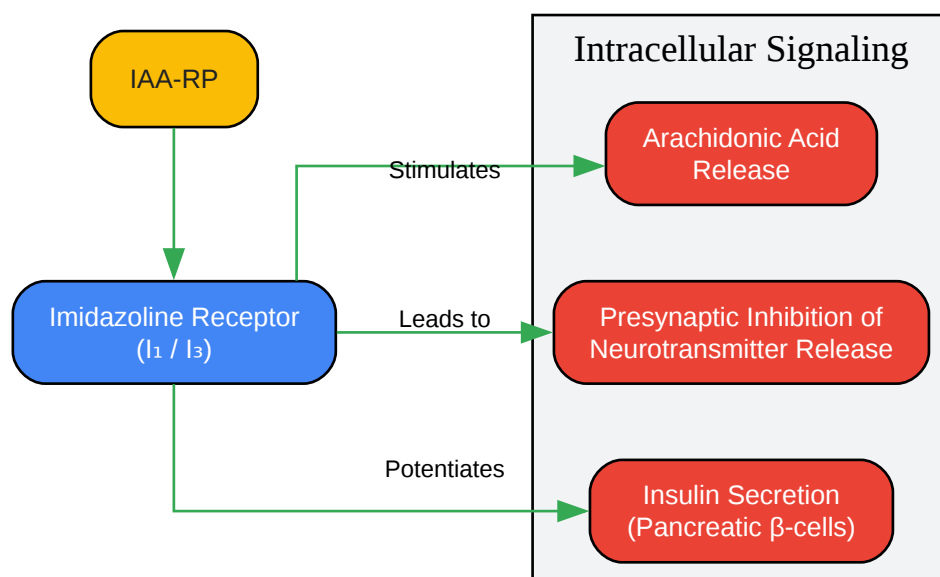 IAA-RP
Intracellular Signaling
Arachidonic Acid
Release
Stimulates
Imidazoline Receptor
(I₁ / I₃)
Leads to
Presynaptic Inhibition of
Neurotransmitter Release
Potentiates
Insulin Secretion
(Pancreatic β-cells)